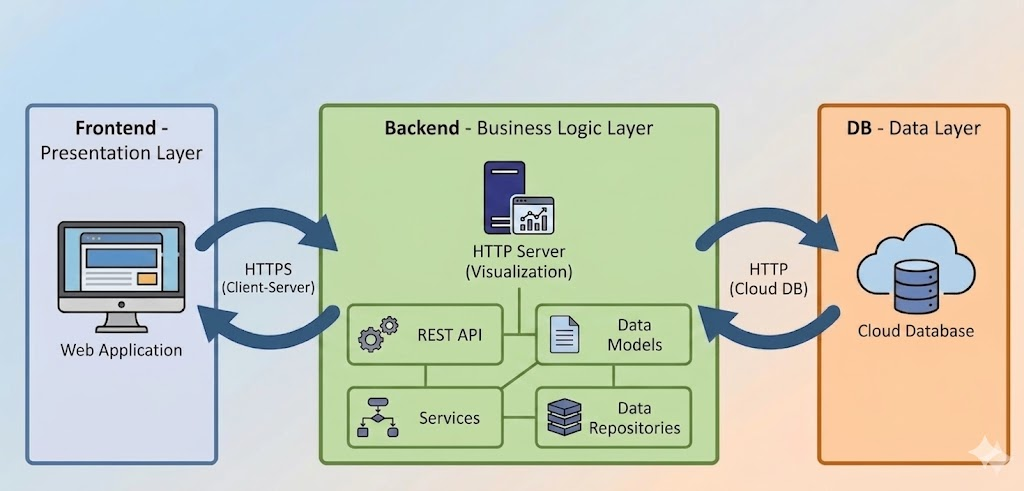 Frontend -
Presentation Layer
Web Application
HTTPS
(Client-Server)
Backend - Business Logic Layer
HTTP Server
(Visualization)
REST API
Data
Models
Services
Data
Repositories
HTTP
(Cloud DB)
DB - Data Layer
Cloud Database